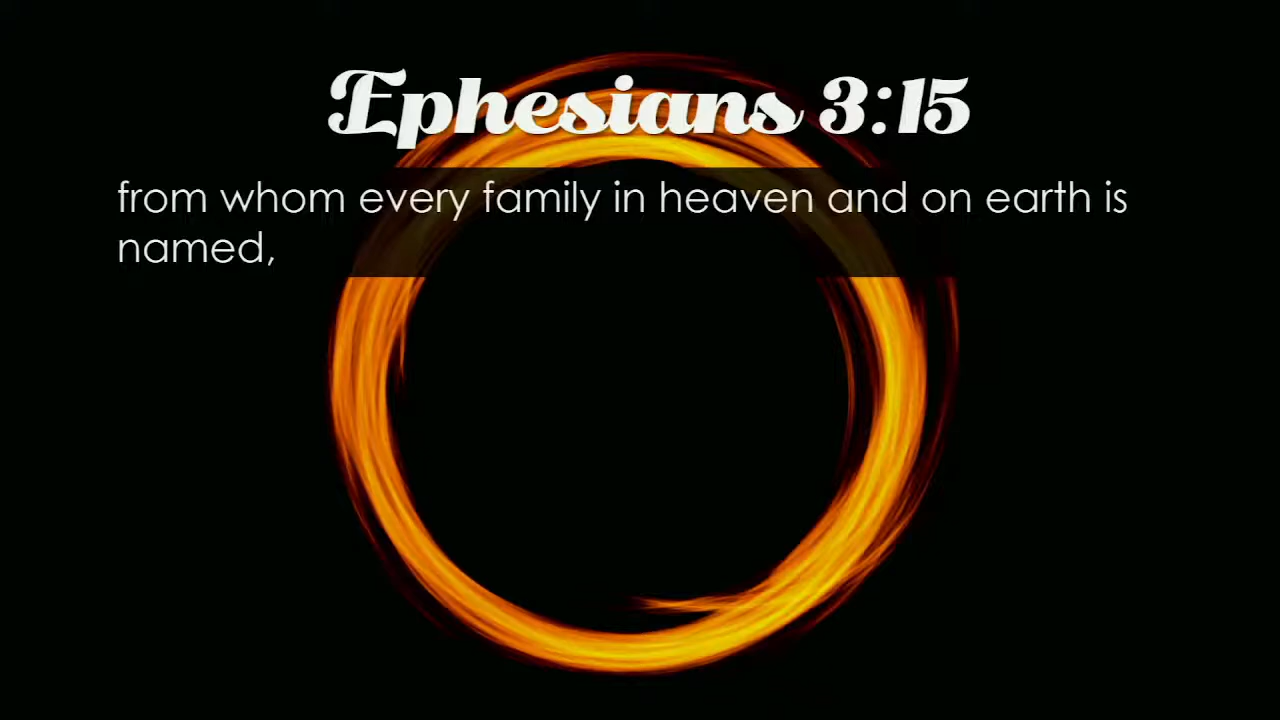 Ephesians 3:15
from whom every family in heaven and on earth is
named,